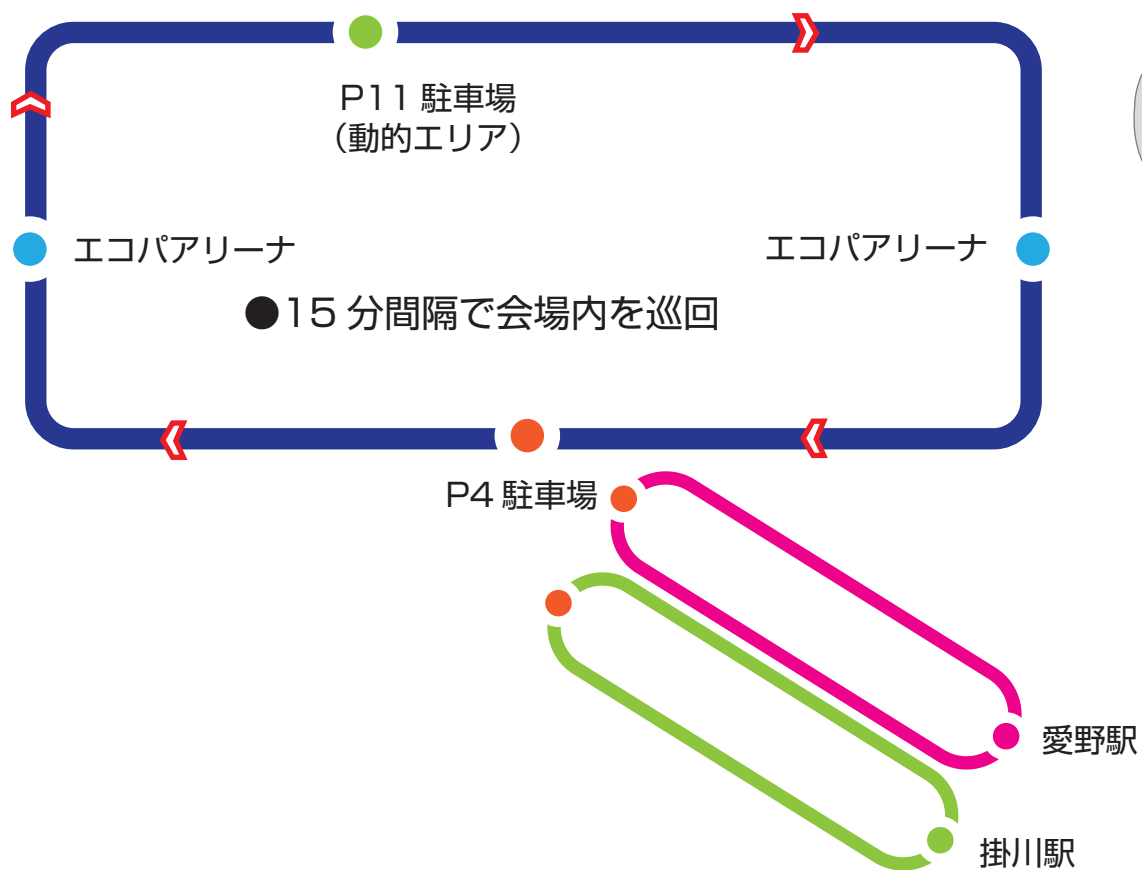 P11 駐車場
（動的エリア）
エコパアリーナ
エコパアリーナ
●15 分間隔で会場内を巡回
P4 駐車場
愛野駅
掛川駅